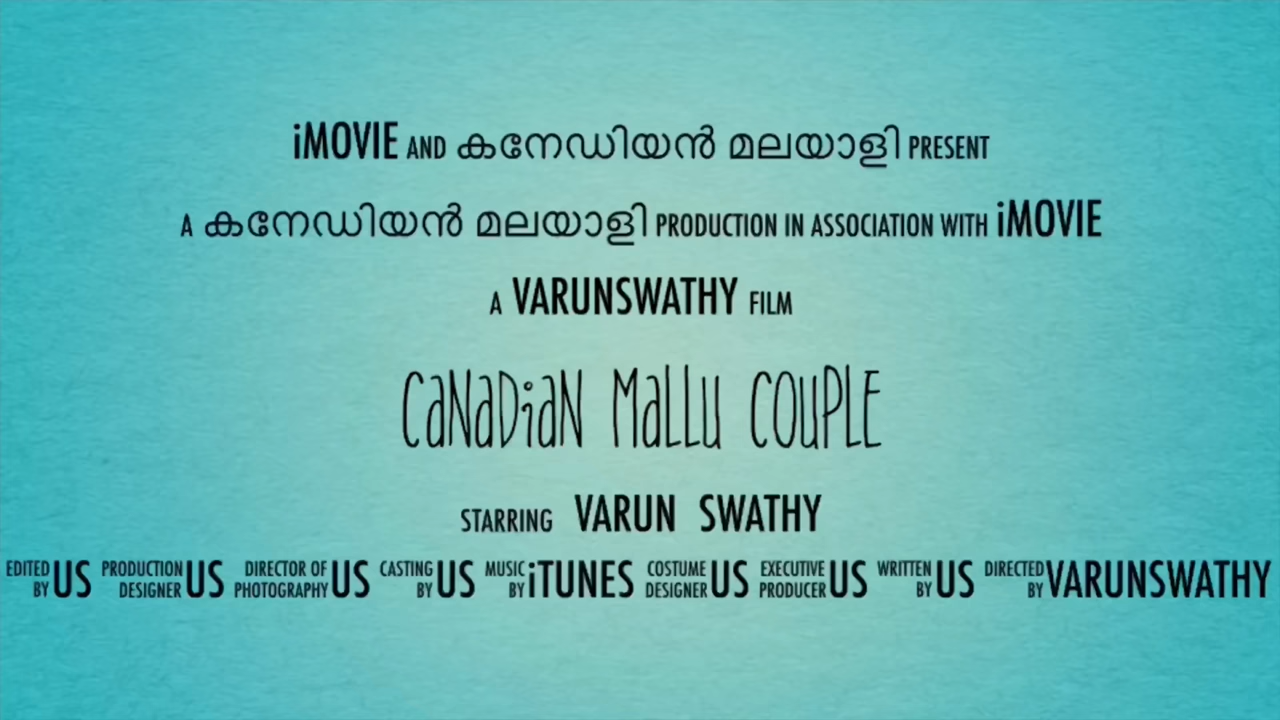 iMOVIE AND കനേഡിയൻ മലയാളി PRESENT
A കനേഡിയൻ മലയാളി PRODUCTION IN ASSOCIATION WITH iMOVIE
A VARUNSWATHY FILM
CaNaDiaN MaLLU COUPLE
STARRING VARUN SWATHY
EDITED BY US PRODUCTION DESIGNER US DIRECTOR OF PHOTOGRAPHY US CASTING BY US MUSIC BY iTUNES COSTUME DESIGNER US EXECUTIVE PRODUCER US WRITTEN BY US DIRECTED BY VARUNSWATHY